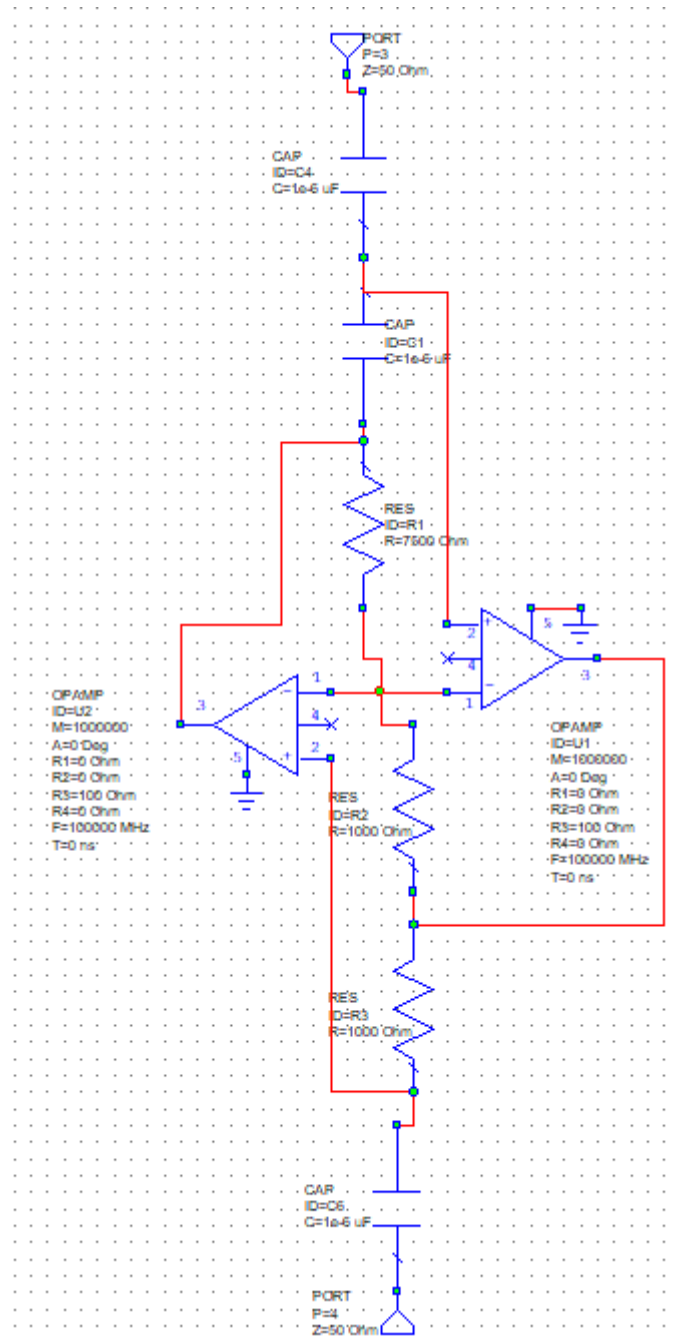 PORT
P=3
Z=50 Ohm
CAP
ID=C4
C=1e-6 uF
CAP
ID=C1
C=1e-6 uF
RES
ID=R1
R=7500 Ohm
2
+
5
4
3
-
1
1
-
3
4
2
+
5
OPAMP
ID=U2
M=1000000
A=0 Deg
R1=0 Ohm
R2=0 Ohm
R3=100 Ohm
R4=0 Ohm
F=100000 MHz
T=0 ns
OPAMP
ID=U1
M=1000000
A=0 Deg
R1=0 Ohm
R2=0 Ohm
R3=100 Ohm
R4=0 Ohm
F=100000 MHz
T=0 ns
RES
ID=R2
R=1000 Ohm
RES
ID=R3
R=1000 Ohm
CAP
C=1e-6 uF
PORT
P=4
Z=50 Ohm